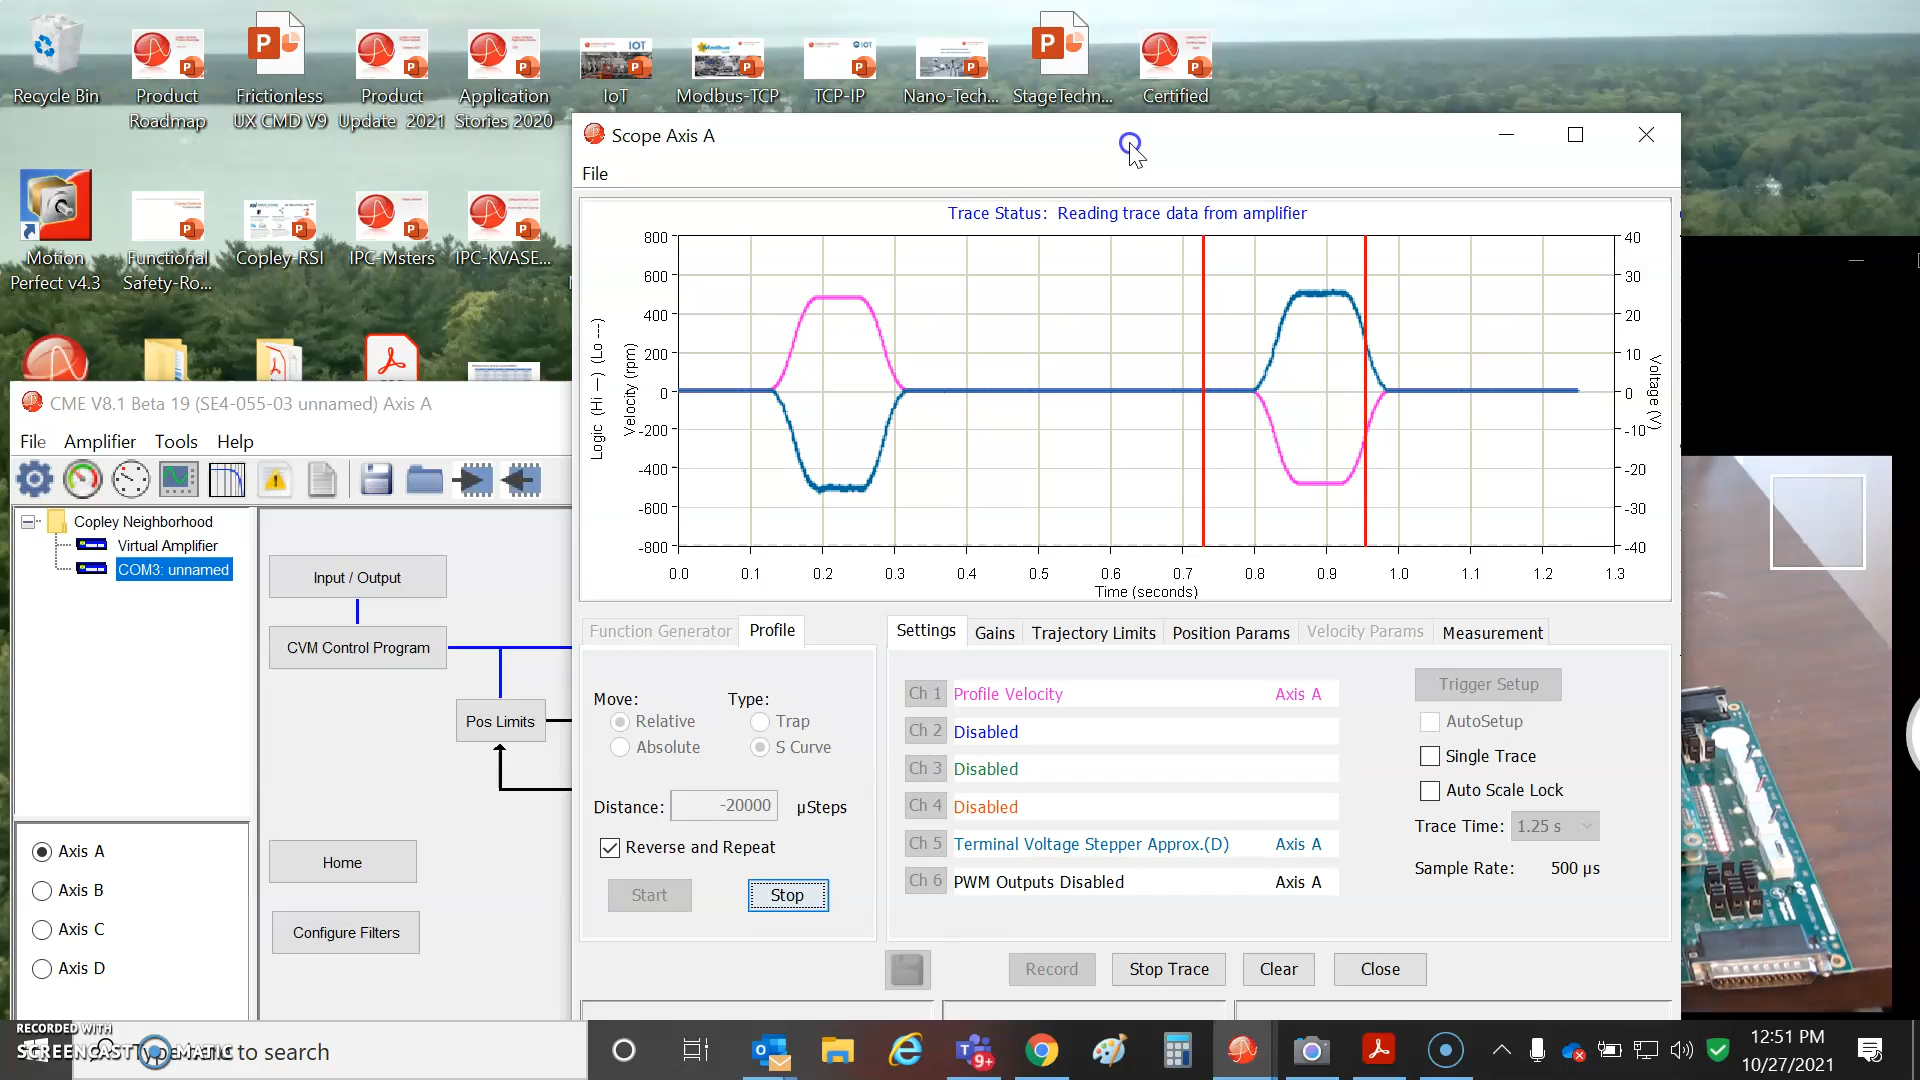 Recycle Bin
Product
Roadmap
Frictionless
UX CMD V9
Product
Update 2021
Application
Stories 2020
IoT
Modbus-TCP
TCP-IP
Nano-Tech...
StageTechn...
Certified
Motion
Perfect v4.3
Functional
Safety-Ro...
Copley-RSI
IPC-Msters
IPC-KVASE...
Scope Axis A
File
Trace Status: Reading trace data from amplifier
800
600
400
200
0
-200
-400
-600
-800
40
30
20
10
0
-10
-20
-30
-40
Logic (Hi —) (Lo ---)
Velocity (rpm)
Voltage (V)
0.0 0.1 0.2 0.3 0.4 0.5 0.6 0.7 0.8 0.9 1.0 1.1 1.2 1.3
Time (seconds)
CME V8.1 Beta 19 (SE4-055-03 unnamed) Axis A
File Amplifier Tools Help
Copley Neighborhood
Virtual Amplifier
COM3: unnamed
Axis A
Axis B
Axis C
Axis D
Input / Output
CVM Control Program
Pos Limits
Home
Configure Filters
Function Generator Profile
Move: Type:
Relative Trap
Absolute S Curve
Distance: -20000 µSteps
Reverse and Repeat
Start Stop
Settings Gains Trajectory Limits Position Params Velocity Params Measurement
Ch 1 Profile Velocity Axis A
Ch 2 Disabled
Ch 3 Disabled
Ch 4 Disabled
Ch 5 Terminal Voltage Stepper Approx.(D) Axis A
Ch 6 PWM Outputs Disabled Axis A
Trigger Setup
AutoSetup
Single Trace
Auto Scale Lock
Trace Time: 1.25 s
Sample Rate: 500 µs
Record Stop Trace Clear Close
RECORDED WITH
SCREENCAST MATIC
Type here to search
9+
12:51 PM
10/27/2021